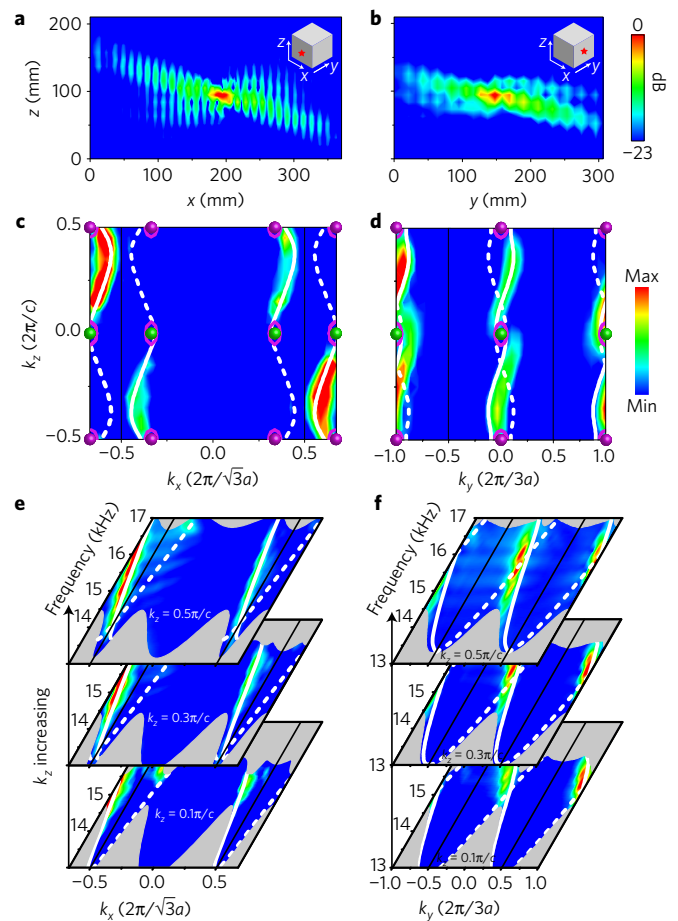 a
b
z
x
y
z
x
y
0
dB
−23
z (mm)
200
100
0
0 100 200 300
x (mm)
0 100 200 300
y (mm)
c
d
k_z (2π/c)
0.5
0.0
−0.5
−0.5 0.0 0.5
k_x (2π/√3a)
−1.0 −0.5 0.0 0.5 1.0
k_y (2π/3a)
Max
Min
e
f
Frequency (kHz)
17
16
15
14
k_z = 0.5π/c
15
14
k_z = 0.3π/c
15
14
k_z = 0.1π/c
k_z increasing
−0.5 0.0 0.5
k_x (2π/√3a)
Frequency (kHz)
17
16
15
14
13
k_z = 0.5π/c
15
14
13
k_z = 0.3π/c
15
14
13
0.1π/c
−1.0 −0.5 0.0 0.5 1.0
k_y (2π/3a)